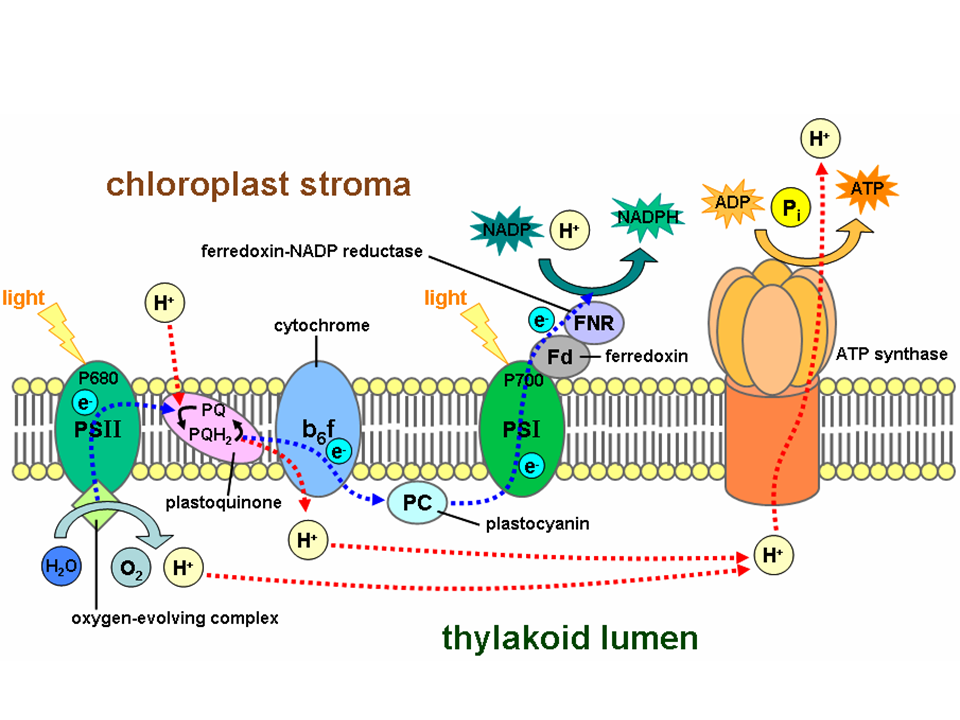 chloroplast stroma
H⁺
ADP
Pᵢ
ATP
NADP
H⁺
NADPH
ferredoxin-NADP reductase
light
H⁺
light
cytochrome
e⁻
FNR
Fd
ferredoxin
ATP synthase
P680
e⁻
PSII
PQ
PQH₂
b₆f
e⁻
P700
PSI
e⁻
plastoquinone
PC
plastocyanin
H⁺
H⁺
H₂O
O₂
H⁺
oxygen-evolving complex
thylakoid lumen